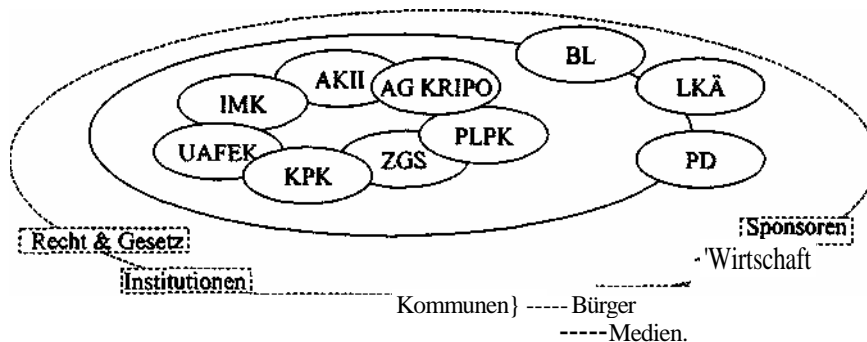 BL
AKII
AG KRIPO
LKÄ
IMK
PLPK
UAFEK
ZGS
PD
KPK
Sponsoren
Recht & Gesetz
'Wirtschaft
Institutionen
Kommunen} ----- Bürger
-----Medien.